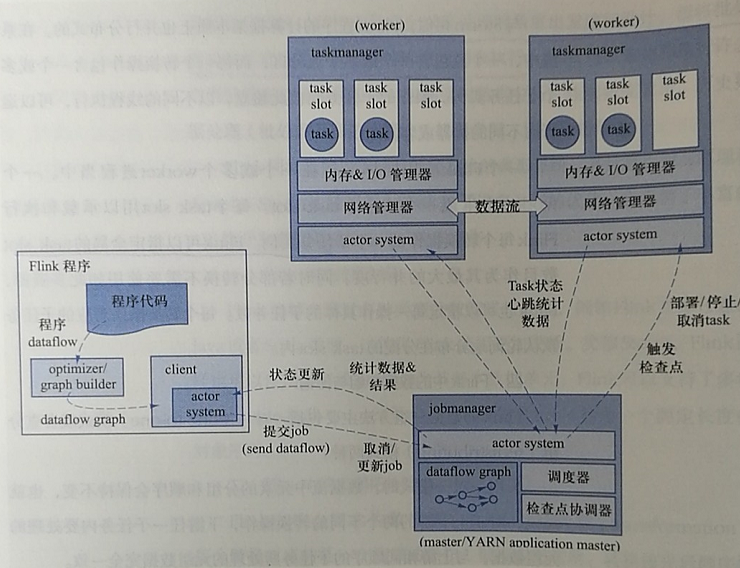 (worker)
(worker)
taskmanager
taskmanager
task
slot
task
slot
task
slot
task
slot
task
slot
task
slot
task
task
task
task
内存& I/O 管理器
内存& I/O 管理器
网络管理器
数据流
网络管理器
actor system
actor system
Flink 程序
程序代码
程序
dataflow
optimizer/
graph builder
client
actor
system
dataflow graph
Task状态
心跳统计
数据
部署/停止/
取消task
触发
检查点
状态更新
统计数据&
结果
提交job
(send dataflow)
取消/
更新job
jobmanager
actor system
dataflow graph
调度器
检查点协调器
(master/YARN application master)